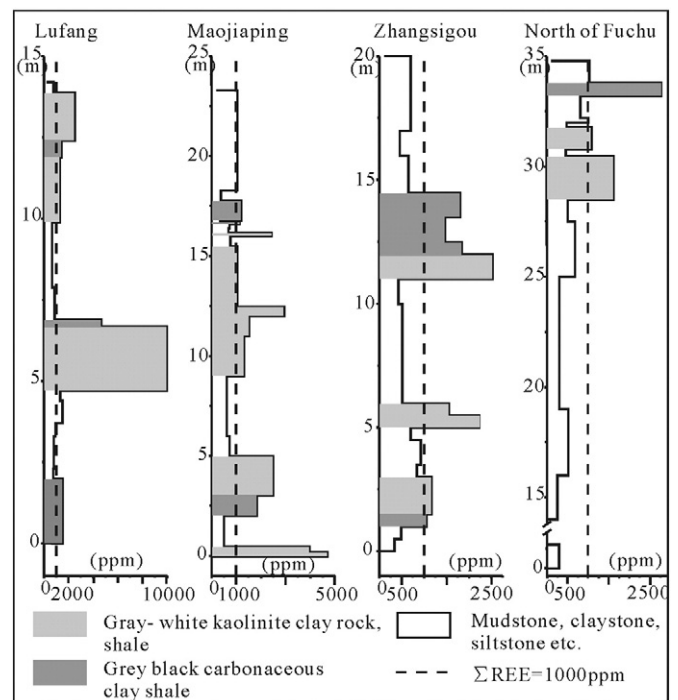 Lufang Maojiaping Zhangsigou North of Fuchu
15 25 20 35
(m) (m) (m) (m)
20
30
15
10
15
25
10
10
5
20
5
5
15
0 0 0 0
(ppm) (ppm) (ppm) (ppm)
0 2000 10000 0 1000 5000 0 500 2500 0 500 2500
Gray- white kaolinite clay rock, shale
Mudstone, claystone, siltstone etc.
Grey black carbonaceous clay shale
ΣREE=1000ppm